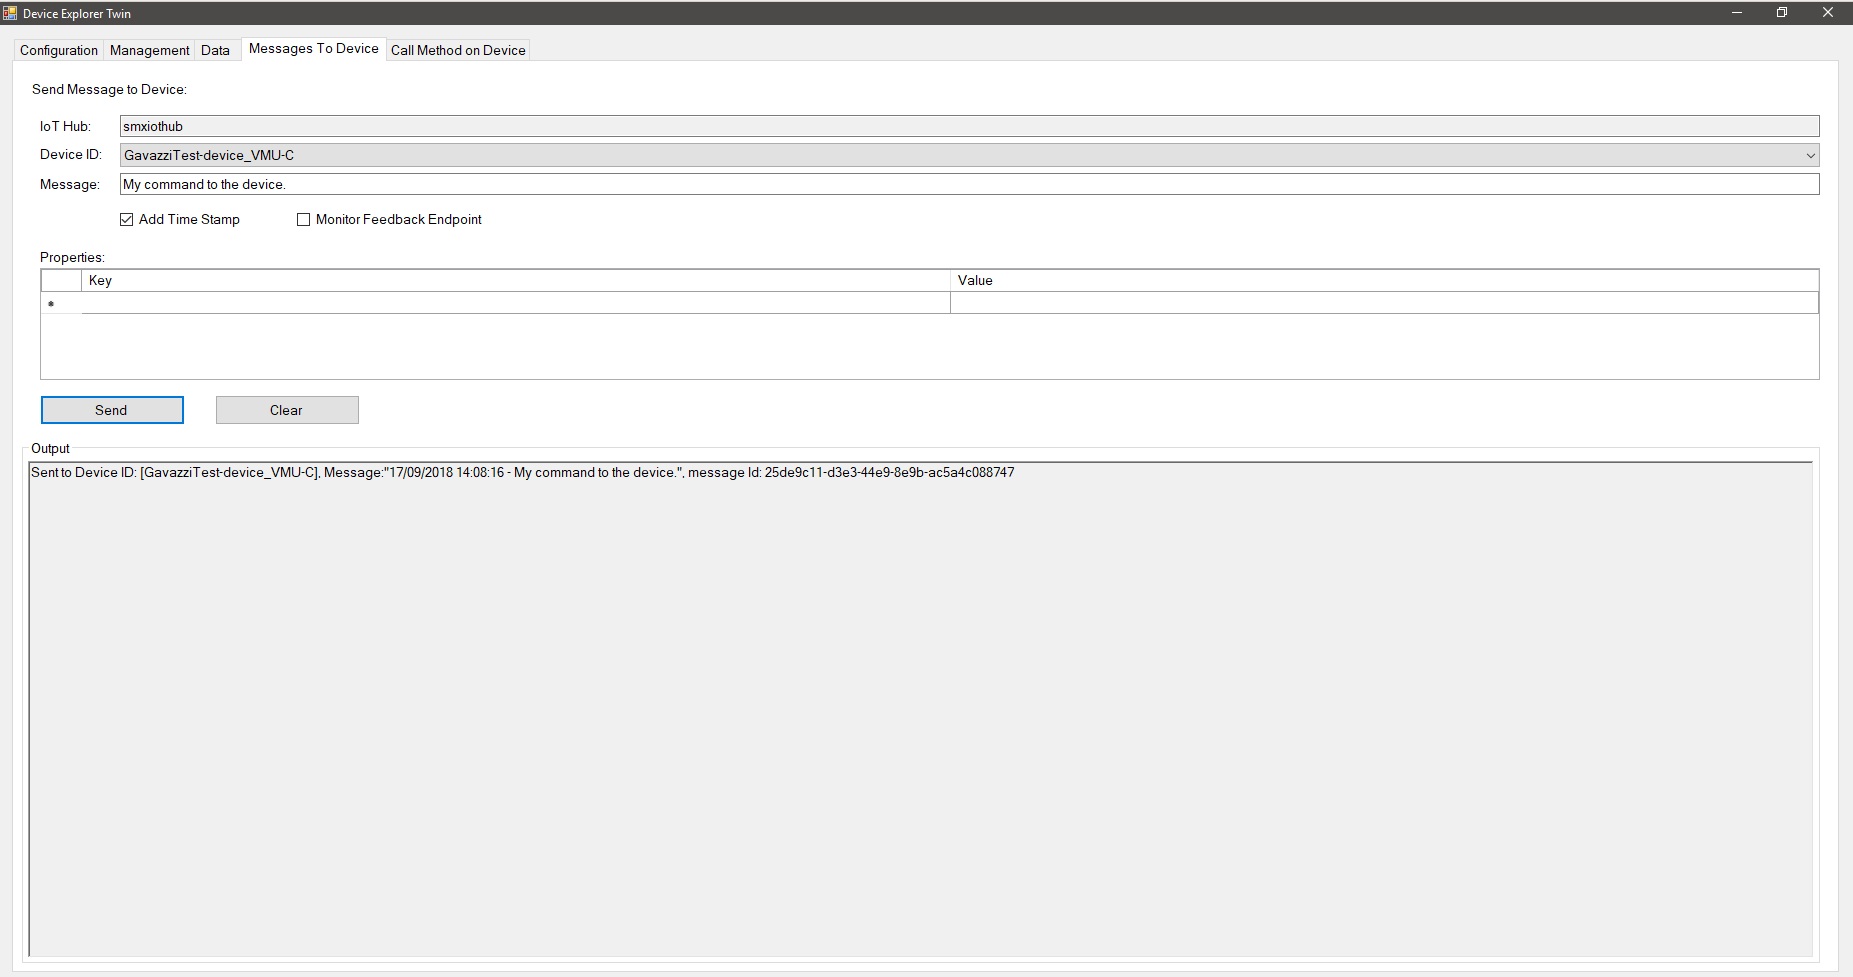 Device Explorer Twin
Configuration Management Data Messages To Device Call Method on Device
Send Message to Device:
IoT Hub: smxiothub
Device ID: GavazziTest-device_VMU-C
Message: My command to the device.
Add Time Stamp Monitor Feedback Endpoint
Properties:
Key Value
*
Send Clear
Output
Sent to Device ID: [GavazziTest-device_VMU-C], Message:"17/09/2018 14:08:16 - My command to the device.", message Id: 25de9c11-d3e3-44e9-8e9b-ac5a4c088747